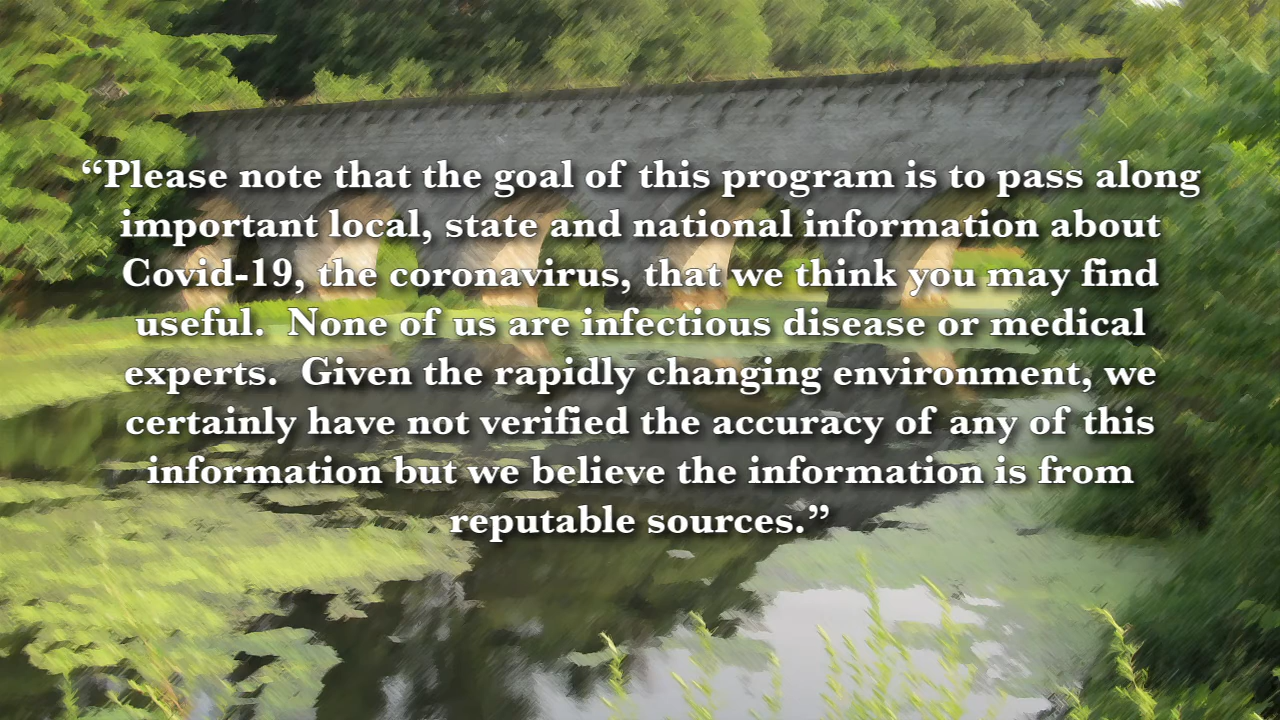 “Please note that the goal of this program is to pass along
important local, state and national information about
Covid-19, the coronavirus, that we think you may find
useful.  None of us are infectious disease or medical
experts.  Given the rapidly changing environment, we
certainly have not verified the accuracy of any of this
information but we believe the information is from
reputable sources.”